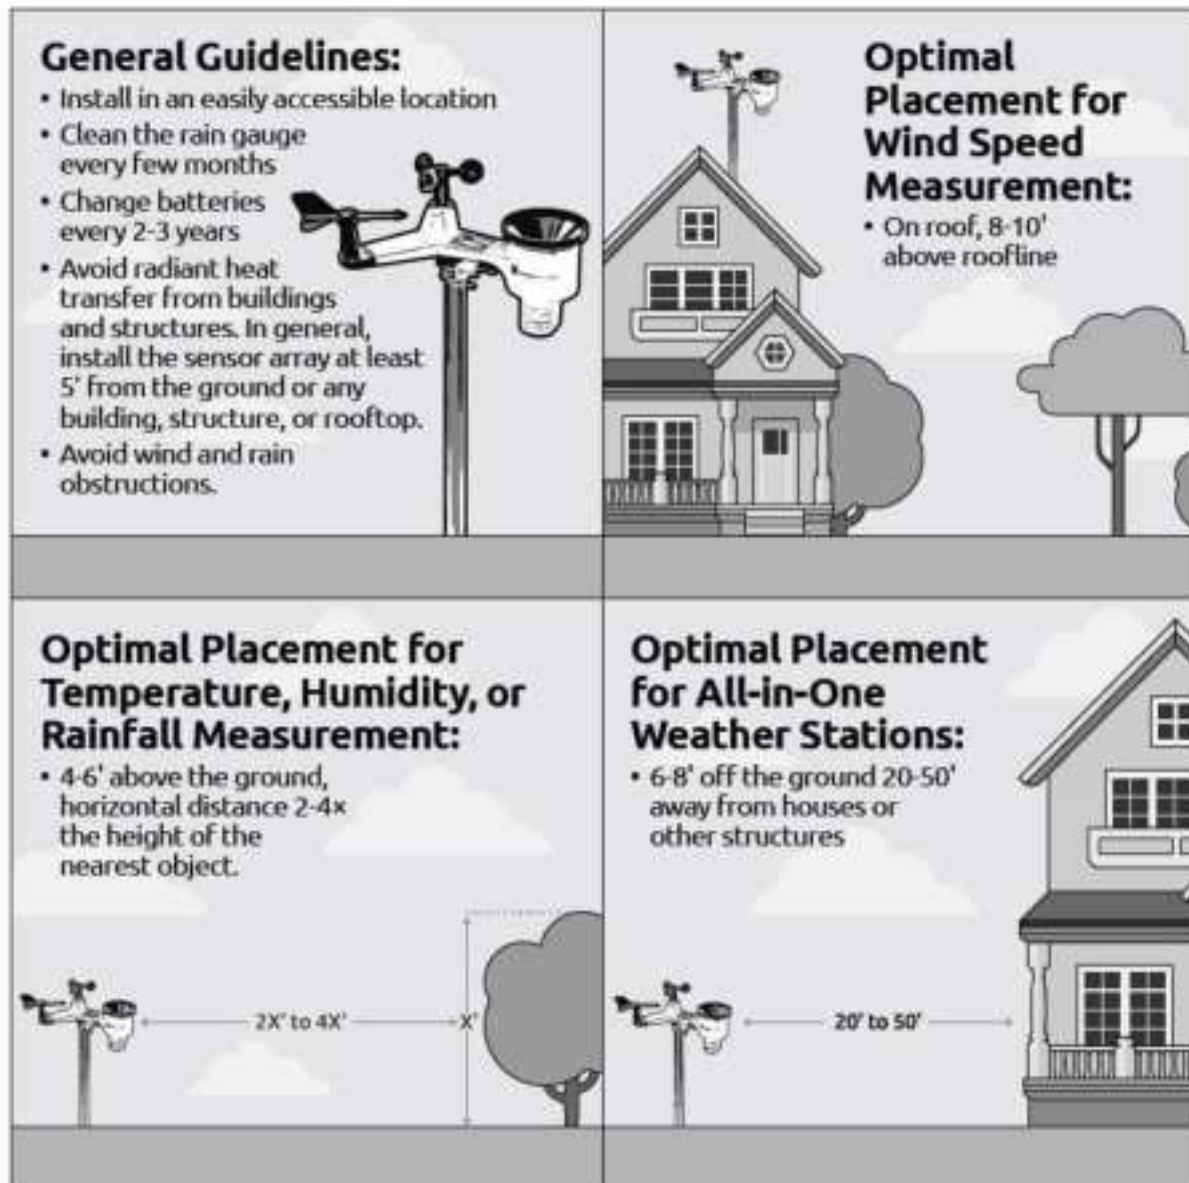 General Guidelines:
• Install in an easily accessible location
• Clean the rain gauge
every few months
• Change batteries
every 2-3 years
• Avoid radiant heat
transfer from buildings
and structures. In general,
install the sensor array at least
5' from the ground or any
building, structure, or rooftop.
• Avoid wind and rain
obstructions.
Optimal
Placement for
Wind Speed
Measurement:
• On roof, 8-10'
above roofline
Optimal Placement for
Temperature, Humidity, or
Rainfall Measurement:
• 4-6' above the ground,
horizontal distance 2-4×
the height of the
nearest object.
2X' to 4X'
X'
Optimal Placement
for All-in-One
Weather Stations:
• 6-8' off the ground 20-50'
away from houses or
other structures
20' to 50'